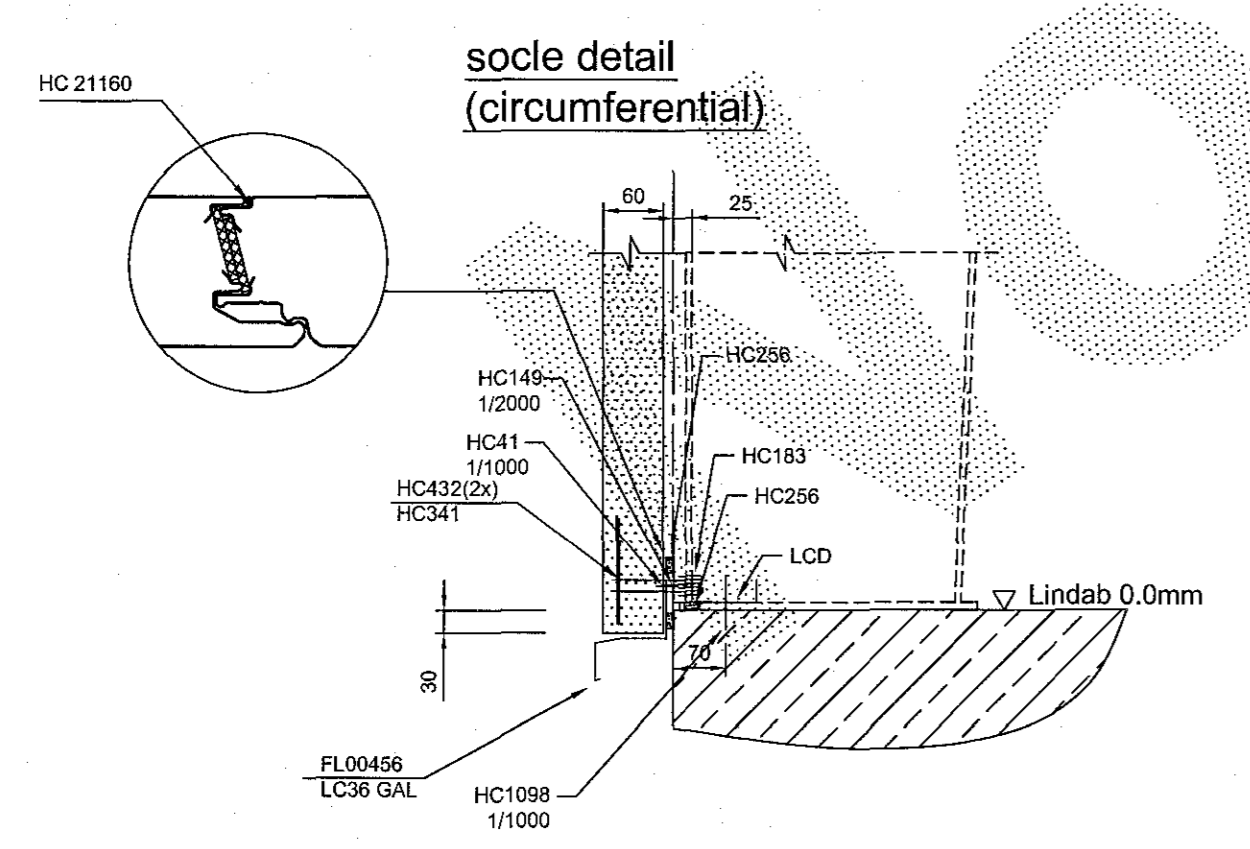 socle detail
(circumferential)
HC 21160
60
25
HC256
HC149
1/2000
HC41
1/1000
HC183
HC432(2x)
HC341
HC256
LCD
Lindab 0.0mm
70
30
FL00456
LC36 GAL
HC1098
1/1000